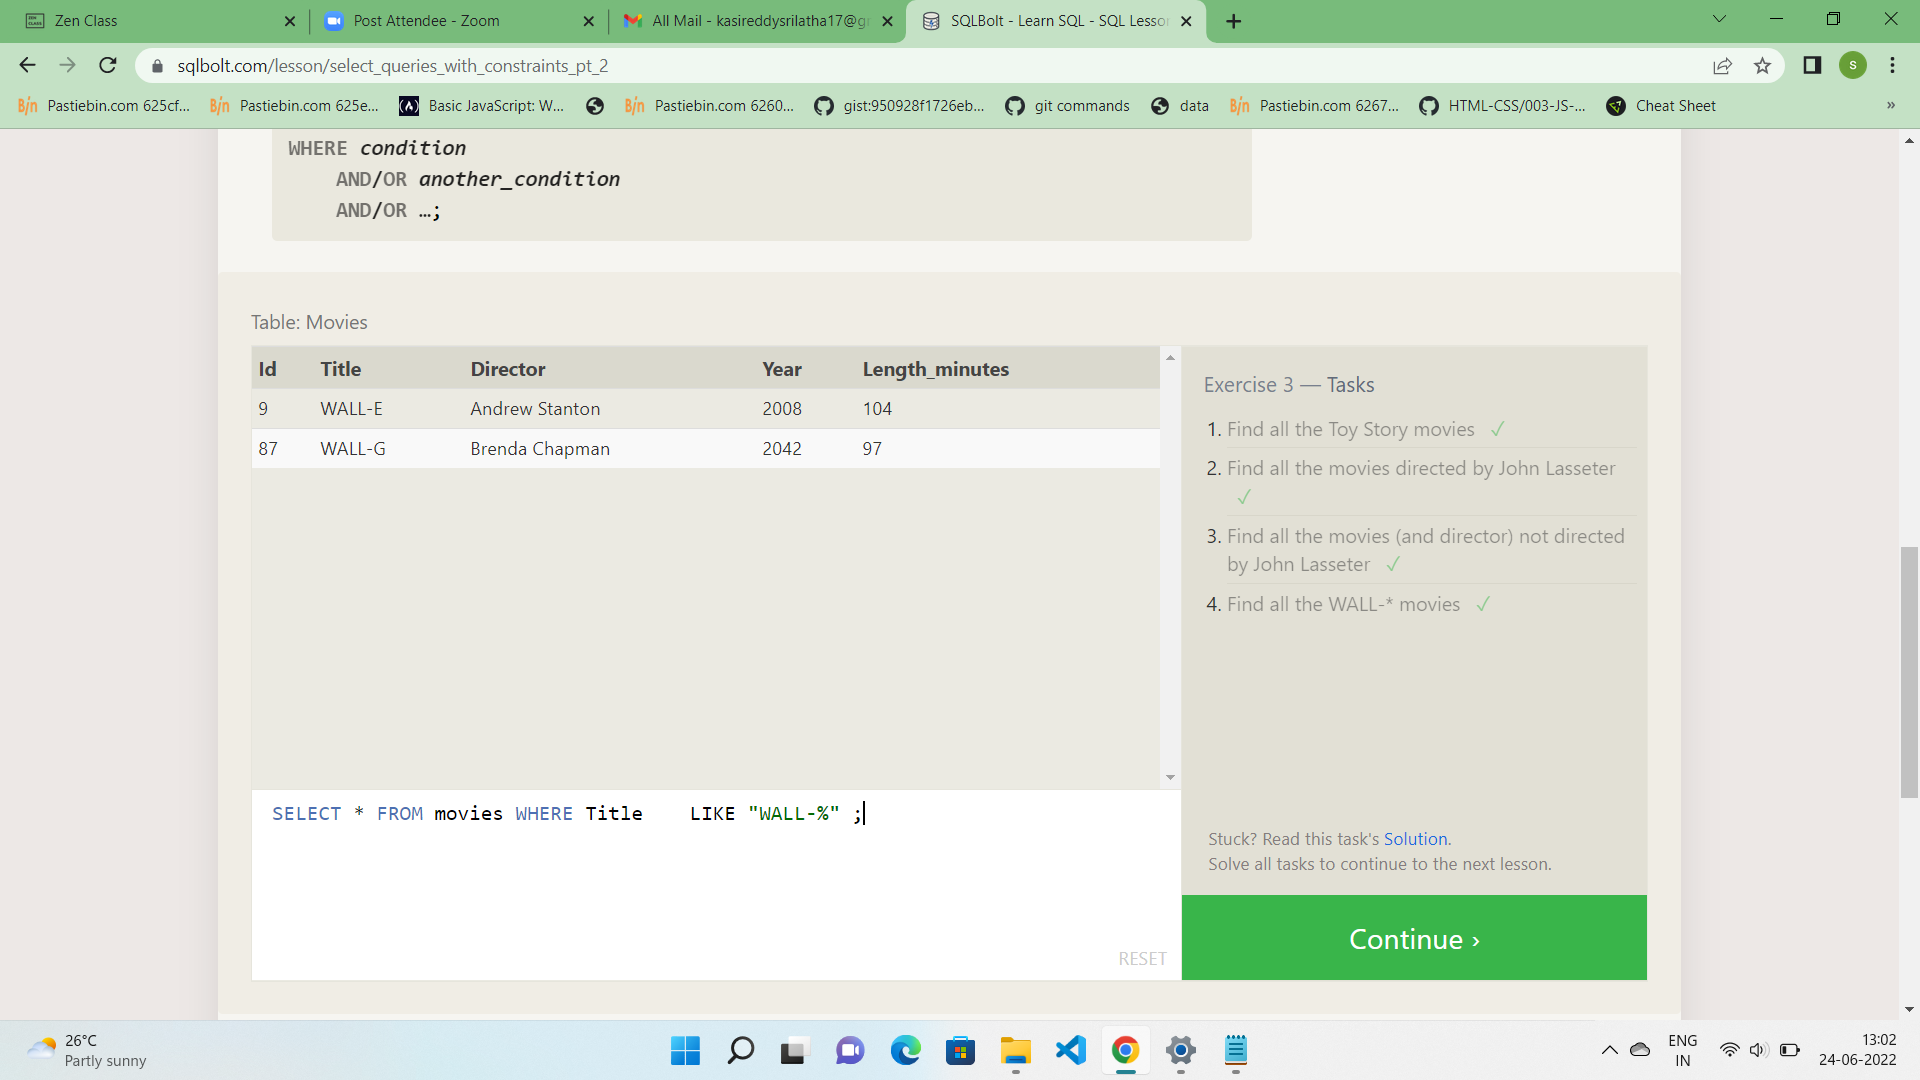 Zen Class
Post Attendee - Zoom
All Mail - kasireddysrilatha17@g
SQLBolt - Learn SQL - SQL Lesso
sqlbolt.com/lesson/select_queries_with_constraints_pt_2
S
Pastiebin.com 625cf...
Pastiebin.com 625e...
Basic JavaScript: W...
Pastiebin.com 6260...
gist:950928f1726eb...
git commands
data
Pastiebin.com 6267...
HTML-CSS/003-JS-...
Cheat Sheet
»
WHERE condition
AND/OR another_condition
AND/OR …;
Table: Movies
Id Title Director Year Length_minutes
9 WALL-E Andrew Stanton 2008 104
87 WALL-G Brenda Chapman 2042 97
SELECT * FROM movies WHERE Title    LIKE "WALL-%" ;
RESET
Exercise 3 — Tasks
1. Find all the Toy Story movies ✓
2. Find all the movies directed by John Lasseter
✓
3. Find all the movies (and director) not directed
by John Lasseter ✓
4. Find all the WALL-* movies ✓
Stuck? Read this task's Solution.
Solve all tasks to continue to the next lesson.
Continue ›
26°C
Partly sunny
ENG
IN
13:02
24-06-2022